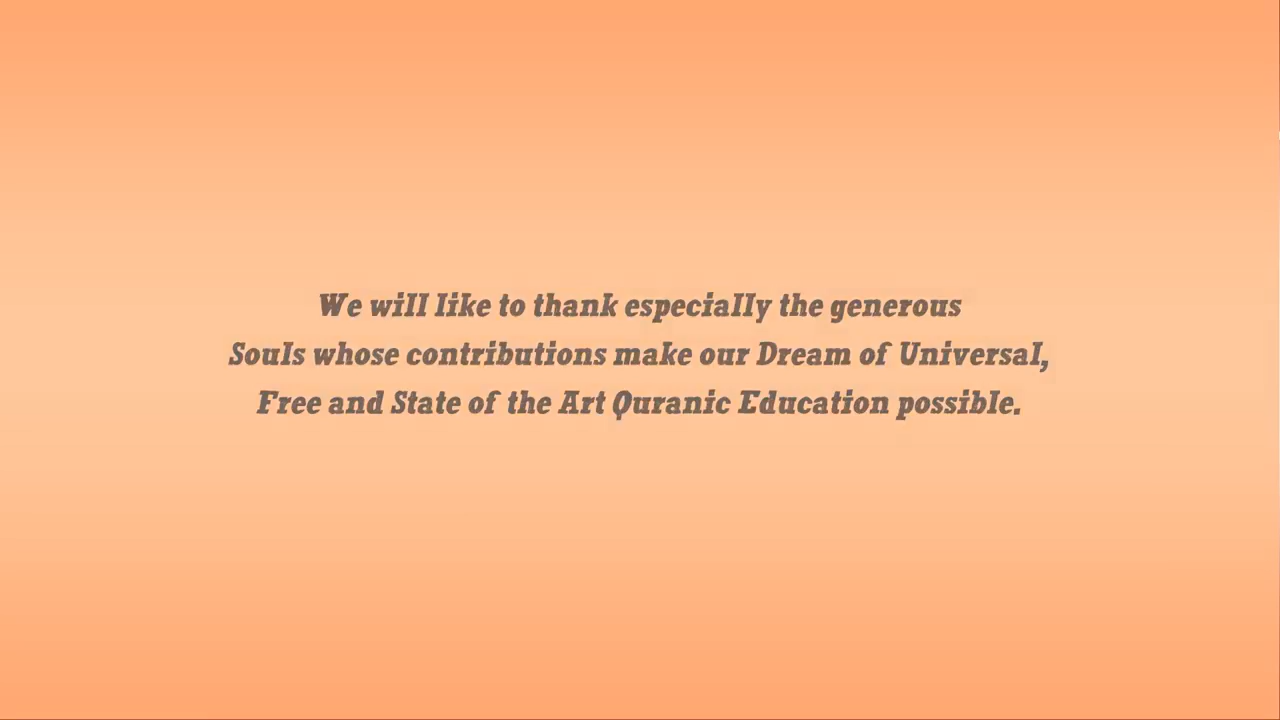 We will like to thank especially the generous
Souls whose contributions make our Dream of Universal,
Free and State of the Art Quranic Education possible.